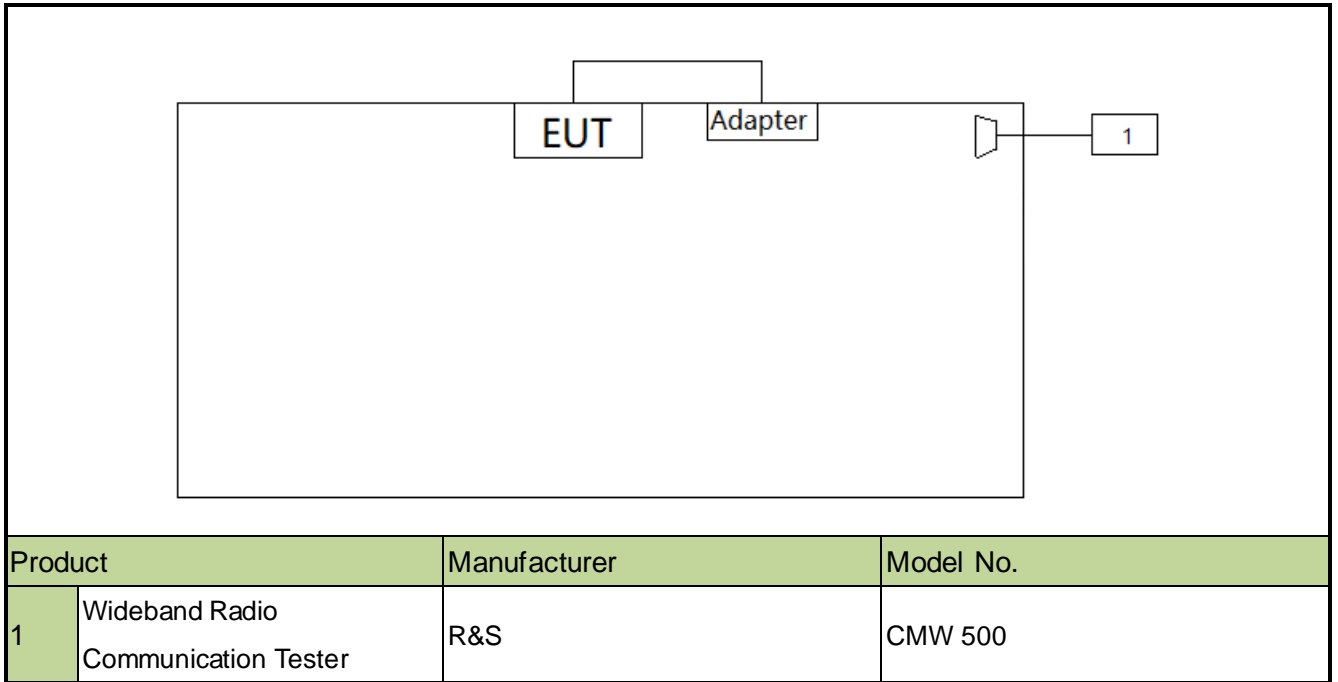 EUT
Adapter
1
Product Manufacturer Model No.
1 Wideband Radio Communication Tester R&S CMW 500